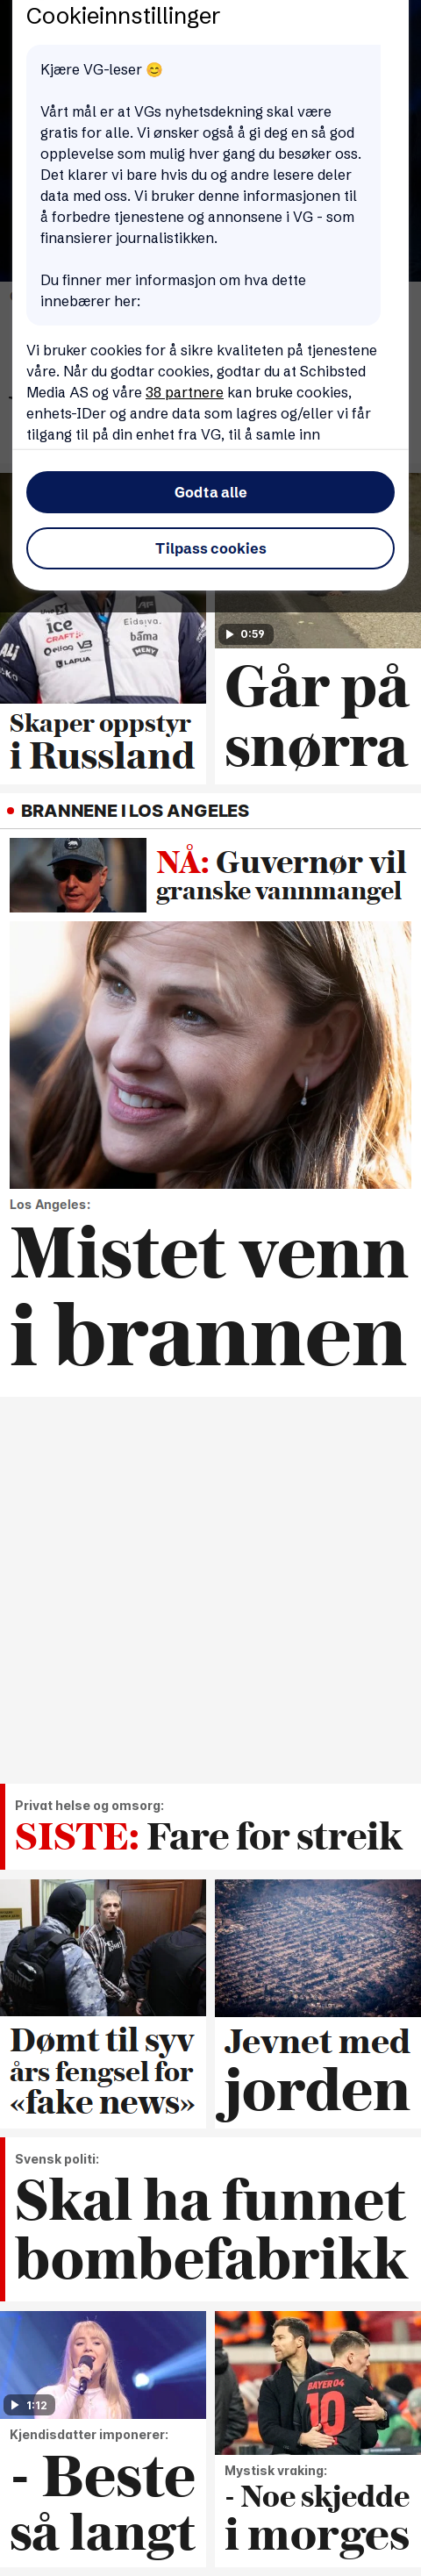 Cookieinnstillinger
Kjære VG-leser 😊
Vårt mål er at VGs nyhetsdekning skal være
gratis for alle. Vi ønsker også å gi deg en så god
opplevelse som mulig hver gang du besøker oss.
Det klarer vi bare hvis du og andre lesere deler
data med oss. Vi bruker denne informasjonen til
å forbedre tjenestene og annonsene i VG - som
finansierer journalistikken.
Du finner mer informasjon om hva dette
innebærer her:
Vi bruker cookies for å sikre kvaliteten på tjenestene
våre. Når du godtar cookies, godtar du at Schibsted
Media AS og våre 38 partnere kan bruke cookies,
enhets-IDer og andre data som lagres og/eller vi får
tilgang til på din enhet fra VG, til å samle inn
Godta alle
Tilpass cookies
ice
CRAFT
Eidsiva
bama
LAPUA
MENY
ALI
0:59
Skaper oppstyr
i Russland
Går på
snørra
BRANNENE I LOS ANGELES
NÅ: Guvernør vil
granske vannmangel
Los Angeles:
Mistet venn
i brannen
Privat helse og omsorg:
SISTE: Fare for streik
Dømt til syv
års fengsel for
«fake news»
Jevnet med
jorden
Svensk politi:
Skal ha funnet
bombefabrikk
1:12
Kjendisdatter imponerer:
- Beste
så langt
BAYER04
10
Mystisk vraking:
- Noe skjedde
i morges